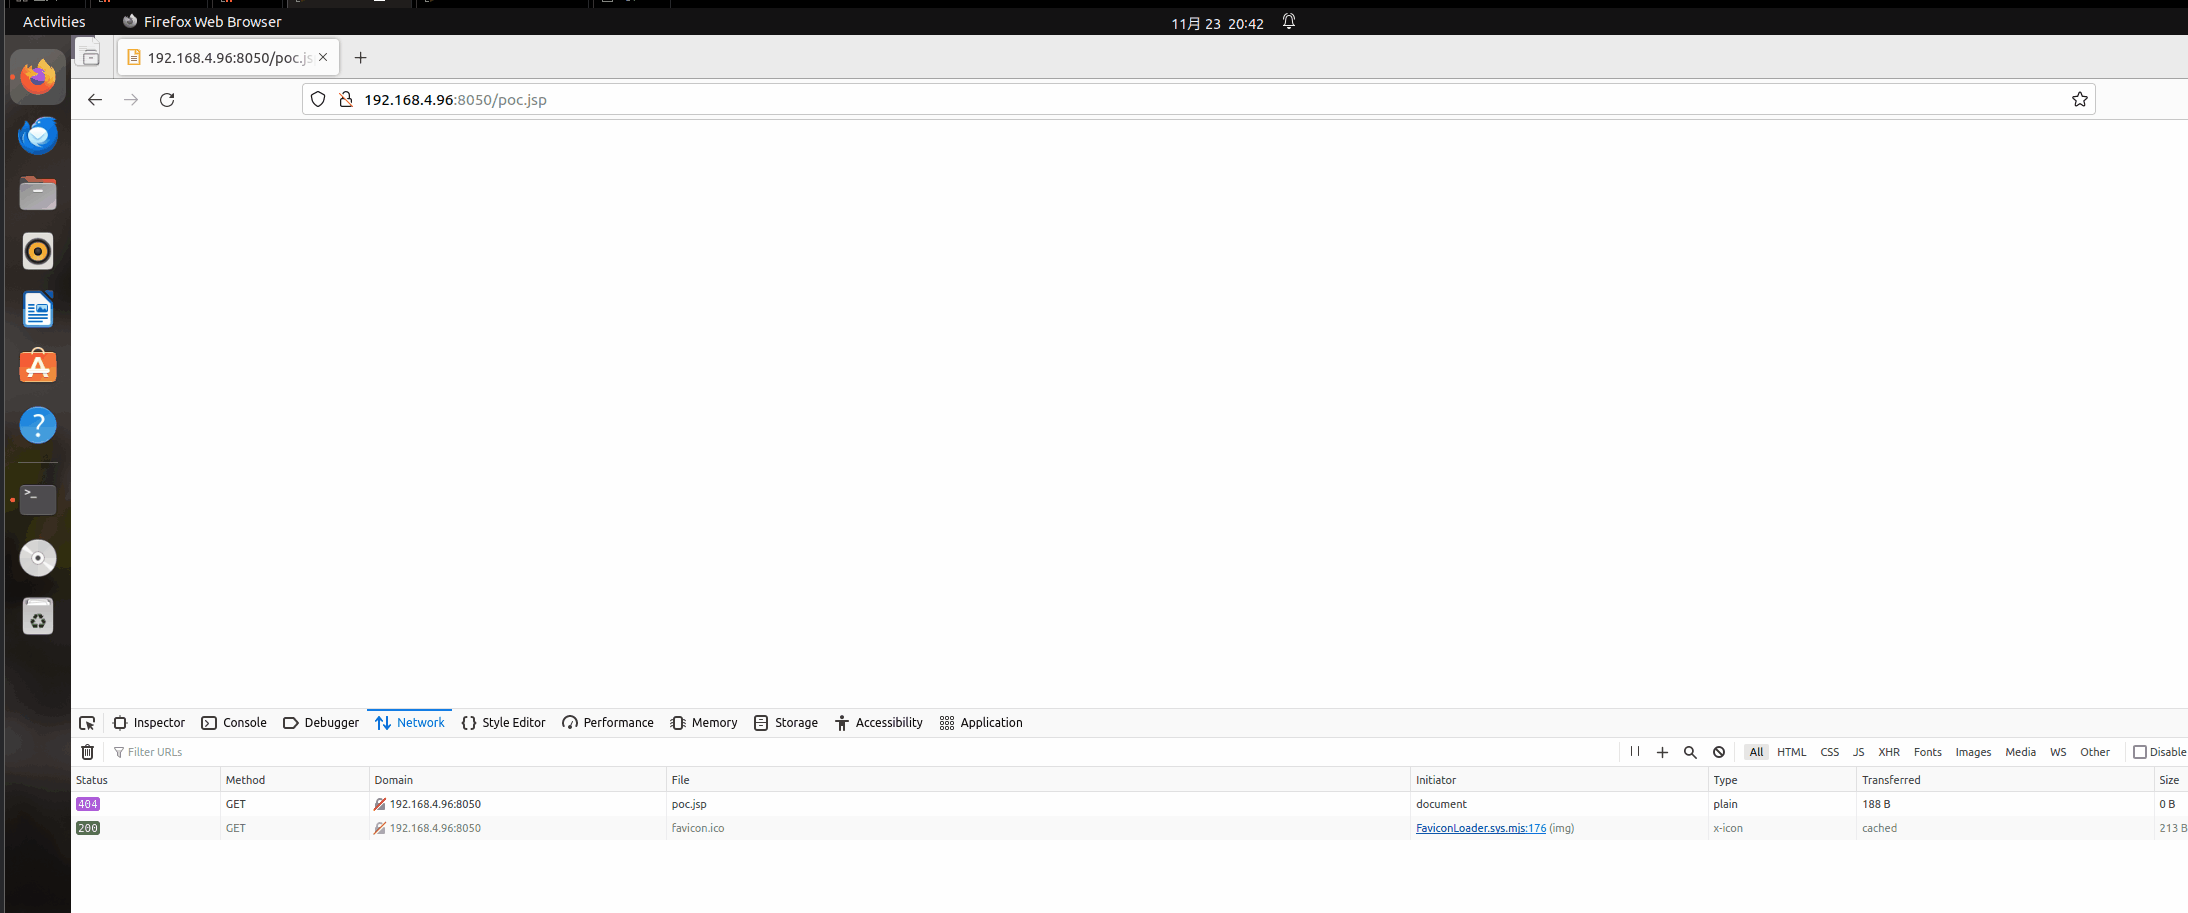 Activities Firefox Web Browser 11月 23 20:42
192.168.4.96:8050/poc.js
192.168.4.96:8050/poc.jsp
Inspector Console Debugger Network Style Editor Performance Memory Storage Accessibility Application
Filter URLs All HTML CSS JS XHR Fonts Images Media WS Other Disable
Status Method Domain File Initiator Type Transferred Size
404 GET 192.168.4.96:8050 poc.jsp document plain 188 B 0 B
200 GET 192.168.4.96:8050 favicon.ico FaviconLoader.sys.mjs:176 (img) x-icon cached 213 B